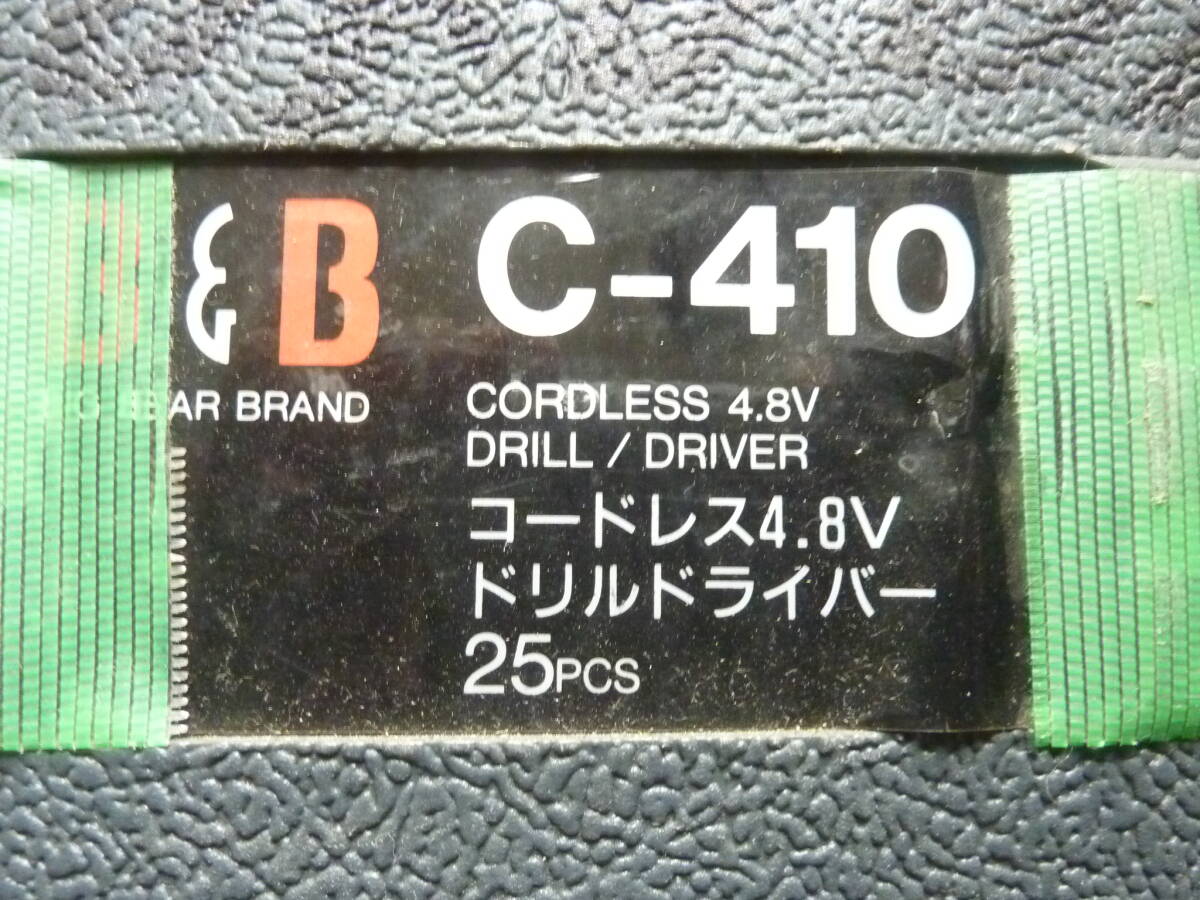 & B
C-410
BRAND
CORDLESS 4.8V
DRILL / DRIVER
コードレス4.8V
ドリルドライバー
25PCS